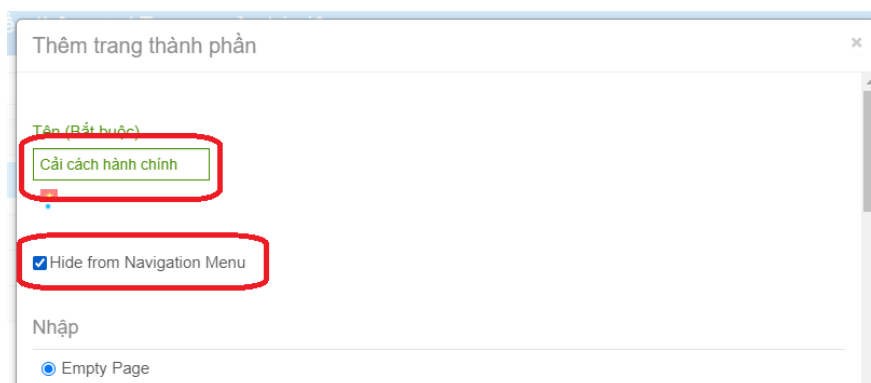 Thêm trang thành phần
×
Tên (Bắt buộc)
Cải cách hành chính
Hide from Navigation Menu
Nhập
Empty Page